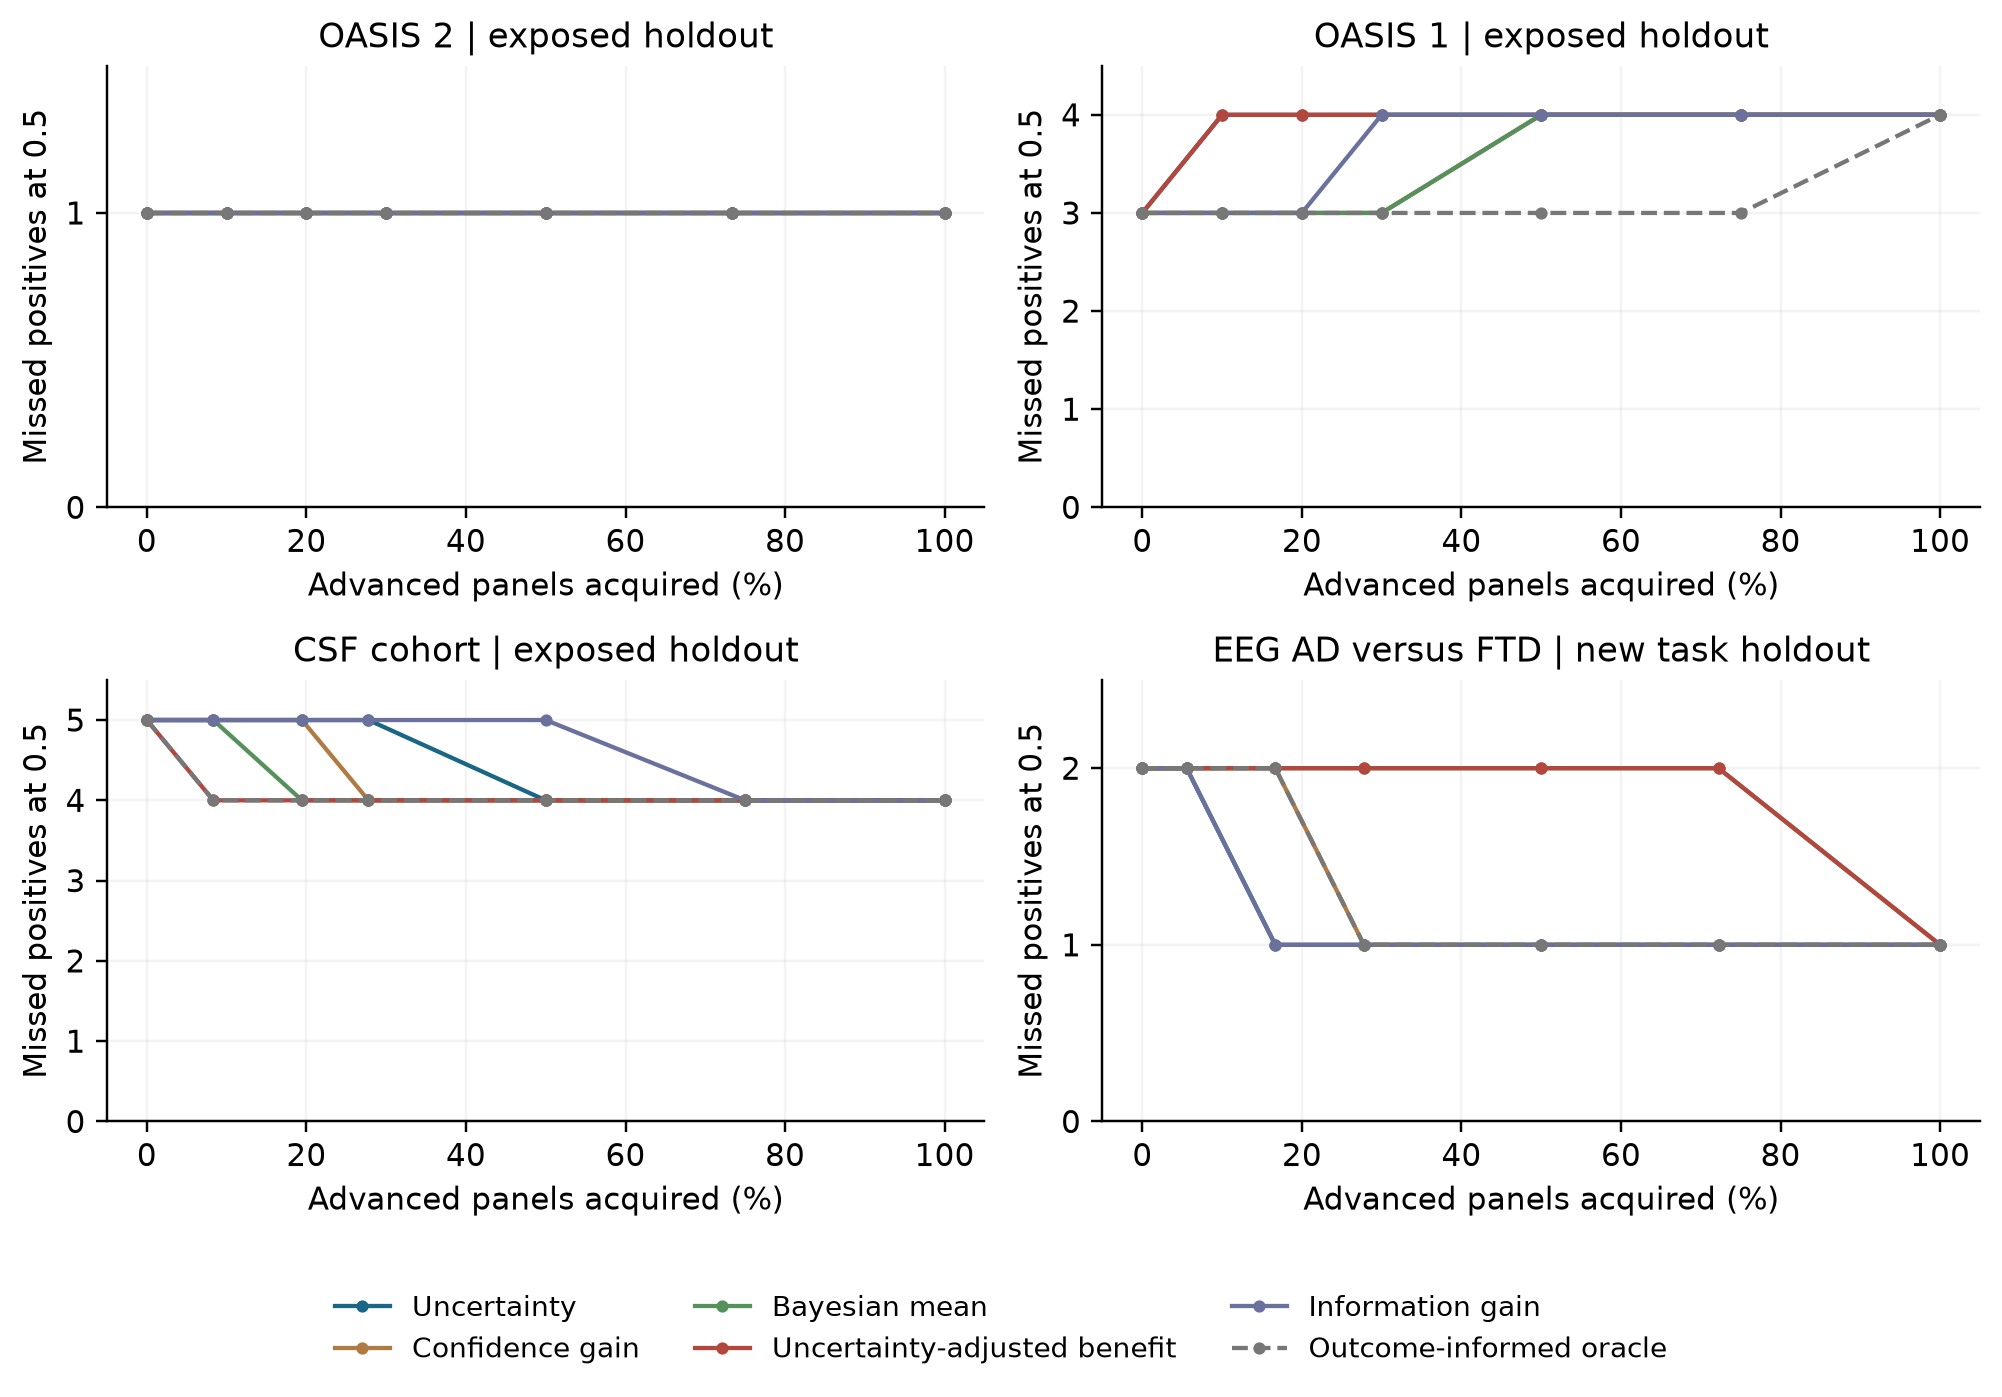 OASIS 2 | exposed holdout
Missed positives at 0.5
1
0
0 20 40 60 80 100
Advanced panels acquired (%)
OASIS 1 | exposed holdout
Missed positives at 0.5
4
3
2
1
0
0 20 40 60 80 100
Advanced panels acquired (%)
CSF cohort | exposed holdout
Missed positives at 0.5
5
4
3
2
1
0
0 20 40 60 80 100
Advanced panels acquired (%)
EEG AD versus FTD | new task holdout
Missed positives at 0.5
2
1
0
0 20 40 60 80 100
Advanced panels acquired (%)
Uncertainty
Confidence gain
Bayesian mean
Uncertainty-adjusted benefit
Information gain
Outcome-informed oracle